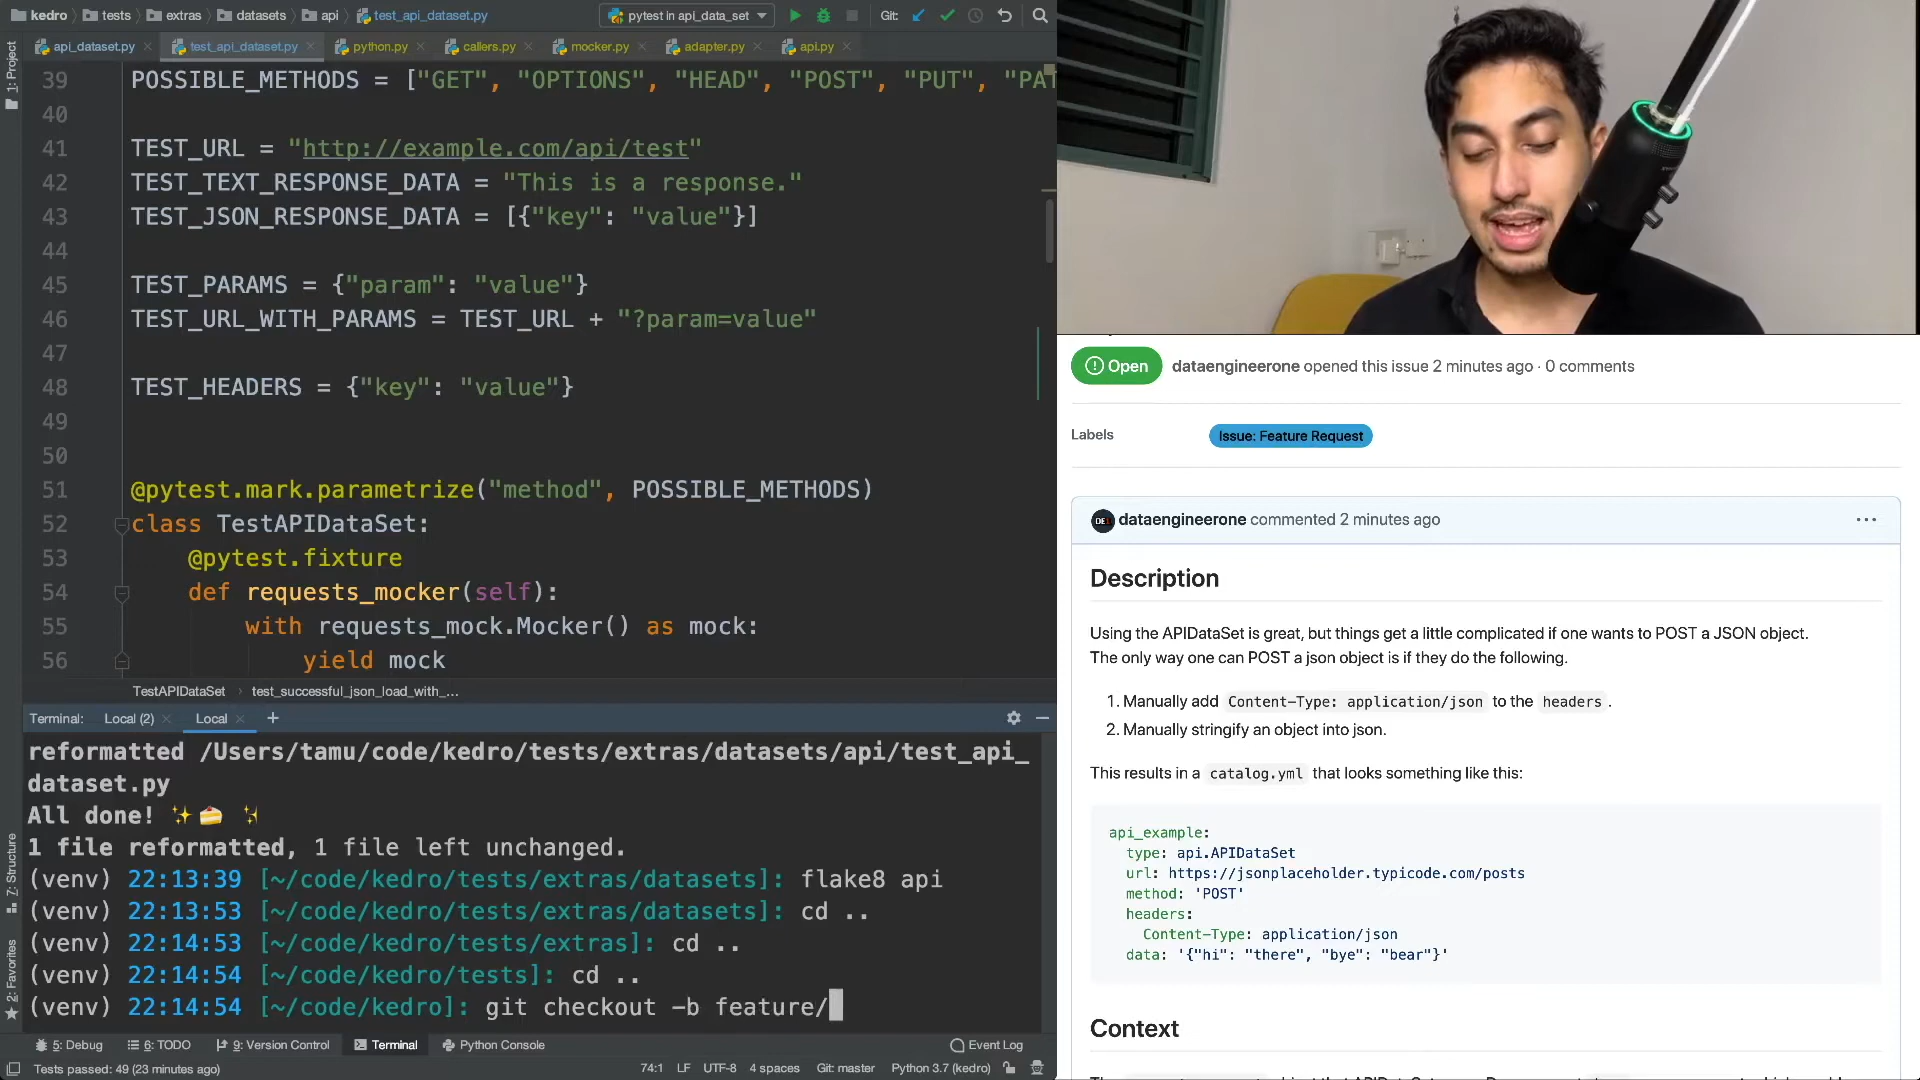 kedro tests extras datasets api test_api_dataset.py pytest in api_data_set Git:
1: Project
api_dataset.py test_api_dataset.py python.py callers.py mocker.py adapter.py api.py
39 POSSIBLE_METHODS = ["GET", "OPTIONS", "HEAD", "POST", "PUT", "PAT
40
41 TEST_URL = "http://example.com/api/test"
42 TEST_TEXT_RESPONSE_DATA = "This is a response."
43 TEST_JSON_RESPONSE_DATA = [{"key": "value"}]
44
45 TEST_PARAMS = {"param": "value"}
46 TEST_URL_WITH_PARAMS = TEST_URL + "?param=value"
47
48 TEST_HEADERS = {"key": "value"}
49
50
51 @pytest.mark.parametrize("method", POSSIBLE_METHODS)
52 class TestAPIDataSet:
53 @pytest.fixture
54 def requests_mocker(self):
55 with requests_mock.Mocker() as mock:
56 yield mock
TestAPIDataSet › test_successful_json_load_with_...
Terminal: Local (2) Local
reformatted /Users/tamu/code/kedro/tests/extras/datasets/api/test_api_
dataset.py
All done! ✨🍰 ✨
1 file reformatted, 1 file left unchanged.
(venv) 22:13:39 [~/code/kedro/tests/extras/datasets]: flake8 api
(venv) 22:13:53 [~/code/kedro/tests/extras/datasets]: cd ..
(venv) 22:14:53 [~/code/kedro/tests/extras]: cd ..
(venv) 22:14:54 [~/code/kedro/tests]: cd ..
(venv) 22:14:54 [~/code/kedro]: git checkout -b feature/
7: Structure
2: Favorites
5: Debug 6: TODO 9: Version Control Terminal Python Console Event Log
Tests passed: 49 (23 minutes ago) 74:1 LF UTF-8 4 spaces Git: master Python 3.7 (kedro)
Open dataengineerone opened this issue 2 minutes ago · 0 comments
Labels Issue: Feature Request
DE dataengineerone commented 2 minutes ago ...
Description
Using the APIDataSet is great, but things get a little complicated if one wants to POST a JSON object.
The only way one can POST a json object is if they do the following.
1. Manually add Content-Type: application/json to the headers .
2. Manually stringify an object into json.
This results in a catalog.yml that looks something like this:
api_example:
type: api.APIDataSet
url: https://jsonplaceholder.typicode.com/posts
method: 'POST'
headers:
Content-Type: application/json
data: '{"hi": "there", "bye": "bear"}'
Context